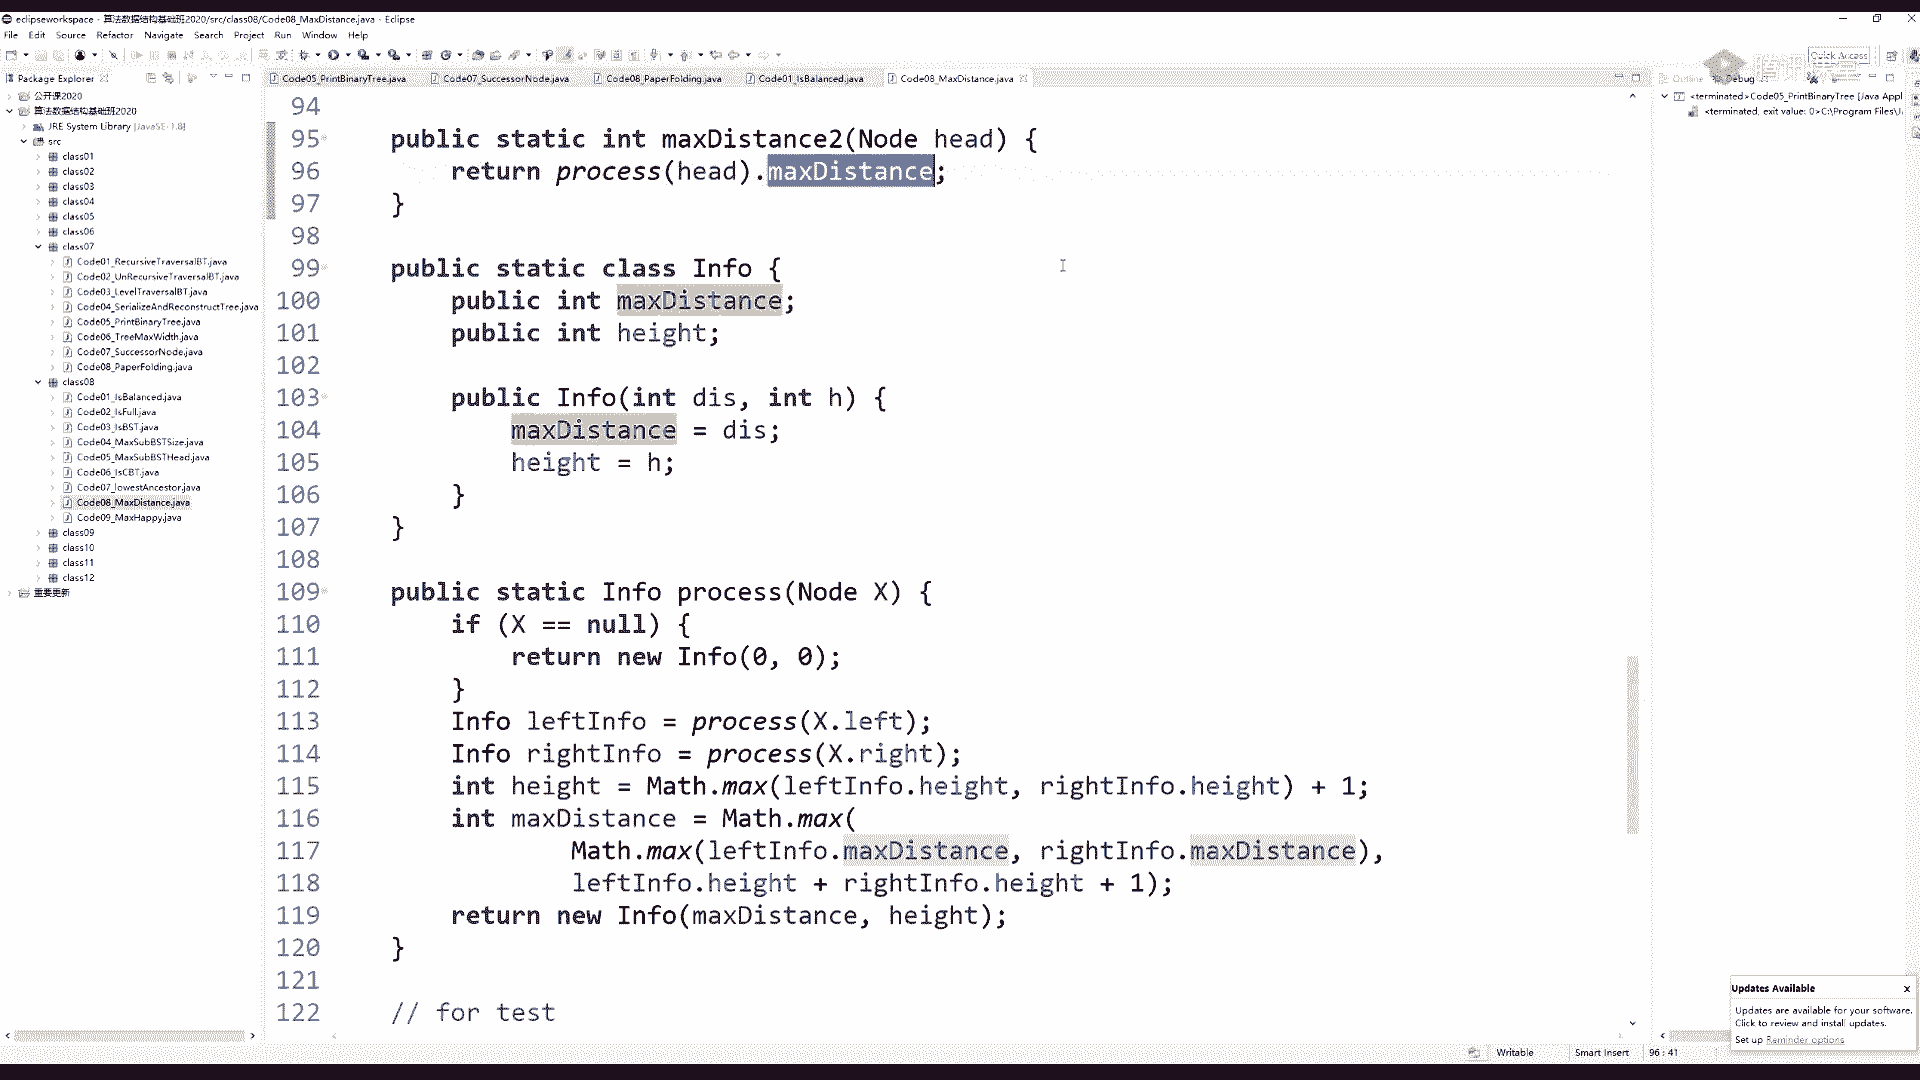 eclipseworkspace - 算法数据结构基础班2020/src/class08/Code08_MaxDistance.java - Eclipse
File Edit Source Refactor Navigate Search Project Run Window Help
Quick Access
腾讯课堂
Package Explorer
Code05_PrintBinaryTree.java Code07_SuccessorNode.java Code08_PaperFolding.java Code01_IsBalanced.java Code08_MaxDistance.java
Outline Debug
公开课2020
算法数据结构基础班2020
JRE System Library [JavaSE-1.8]
src
class01
class02
class03
class04
class05
class06
class07
Code01_RecursiveTraversalBT.java
Code02_UnRecursiveTraversalBT.java
Code03_LevelTraversalBT.java
Code04_SerializeAndReconstructTree.java
Code05_PrintBinaryTree.java
Code06_TreeMaxWidth.java
Code07_SuccessorNode.java
Code08_PaperFolding.java
class08
Code01_IsBalanced.java
Code02_IsFull.java
Code03_IsBST.java
Code04_MaxSubBSTSize.java
Code05_MaxSubBSTHead.java
Code06_IsCBT.java
Code07_lowestAncestor.java
Code08_MaxDistance.java
Code09_MaxHappy.java
class09
class10
class11
class12
重要更新
94
95 public static int maxDistance2(Node head) {
96 return process(head).maxDistance;
97 }
98
99 public static class Info {
100 public int maxDistance;
101 public int height;
102
103 public Info(int dis, int h) {
104 maxDistance = dis;
105 height = h;
106 }
107 }
108
109 public static Info process(Node X) {
110 if (X == null) {
111 return new Info(0, 0);
112 }
113 Info leftInfo = process(X.left);
114 Info rightInfo = process(X.right);
115 int height = Math.max(leftInfo.height, rightInfo.height) + 1;
116 int maxDistance = Math.max(
117 Math.max(leftInfo.maxDistance, rightInfo.maxDistance),
118 leftInfo.height + rightInfo.height + 1);
119 return new Info(maxDistance, height);
120 }
121
122 // for test
<terminated>Code05_PrintBinaryTree [Java Appl
<terminated, exit value: 0>C:\Program Files\J
Updates Available x
Updates are available for your software.
Click to review and install updates.
Set up Reminder options
Writable Smart Insert 96 : 41